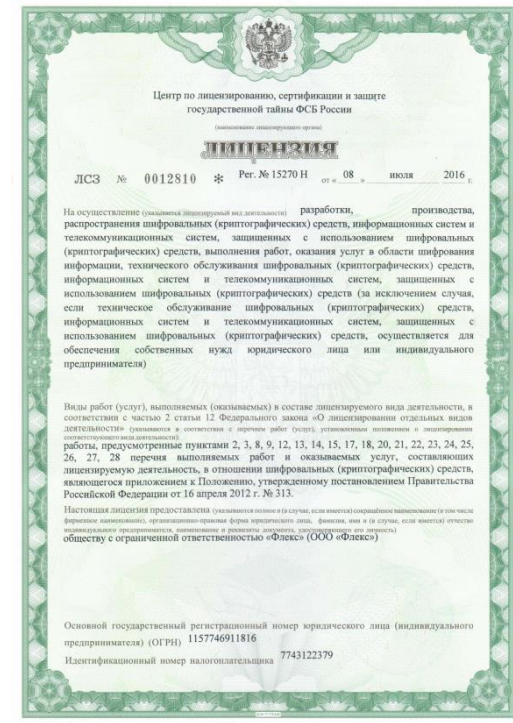 Центр по лицензированию, сертификации и защите
государственной тайны ФСБ России
(наименование лицензирующего органа)
ЛИЦЕНЗИЯ
ЛСЗ № 0012810 * Рег. № 15270 Н от « 08 » июля 2016 г.
На осуществление (указывается лицензируемый вид деятельности) разработки, производства,
распространения шифровальных (криптографических) средств, информационных систем и
телекоммуникационных систем, защищенных с использованием шифровальных
(криптографических) средств, выполнения работ, оказания услуг в области шифрования
информации, технического обслуживания шифровальных (криптографических) средств,
информационных систем и телекоммуникационных систем, защищенных с
использованием шифровальных (криптографических) средств (за исключением случая,
если техническое обслуживание шифровальных (криптографических) средств,
информационных систем и телекоммуникационных систем, защищенных с
использованием шифровальных (криптографических) средств, осуществляется для
обеспечения собственных нужд юридического лица или индивидуального
предпринимателя)
Виды работ (услуг), выполняемых (оказываемых) в составе лицензируемого вида деятельности, в
соответствии с частью 2 статьи 12 Федерального закона «О лицензировании отдельных видов
деятельности» (указываются в соответствии с перечнем работ (услуг), установленным положением о лицензировании
соответствующего вида деятельности):
работы, предусмотренные пунктами 2, 3, 8, 9, 12, 13, 14, 15, 17, 18, 20, 21, 22, 23, 24, 25,
26, 27, 28 перечня выполняемых работ и оказываемых услуг, составляющих
лицензируемую деятельность, в отношении шифровальных (криптографических) средств,
являющегося приложением к Положению, утвержденному постановлением Правительства
Российской Федерации от 16 апреля 2012 г. № 313.
Настоящая лицензия предоставлена (указывается полное и (в случае, если имеется) сокращённое наименование (в том числе
фирменное наименование), организационно-правовая форма юридического лица, фамилия, имя и (в случае, если имеется) отчество
индивидуального предпринимателя, наименование и реквизиты документа, удостоверяющего его личность)
обществу с ограниченной ответственностью «Флекс» (ООО «Флекс»)
Основной государственный регистрационный номер юридического лица (индивидуального
предпринимателя) (ОГРН) 1157746911816
Идентификационный номер налогоплательщика 7743122379